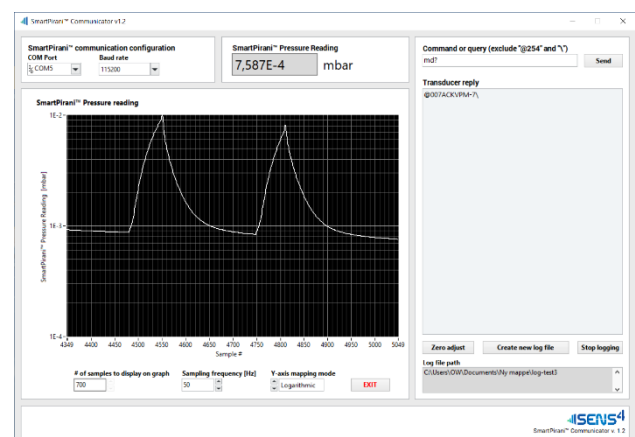 SmartPirani™ Communicator v1.2
SmartPirani™ communication configuration
COM Port
Baud rate
COM5
115200
SmartPirani™ Pressure Reading
7,587E-4
mbar
Command or query (exclude "@254" and "\")
md?
Send
Transducer reply
@007ACKVPM-7\
SmartPirani™ Pressure reading
SmartPirani™ Pressure Reading [mbar]
1E-2
1E-3
1E-4
4349 4400 4450 4500 4550 4600 4650 4700 4750 4800 4850 4900 4950 5000 5048
Sample #
# of samples to display on graph
700
Sampling frequency [Hz]
50
Y-axis mapping mode
Logarithmic
EXIT
Zero adjust
Create new log file
Stop logging
Log file path
C:\Users\OW\Documents\Ny mappe\log-test3
SENS4
SmartPirani™ Communicator v. 1.2